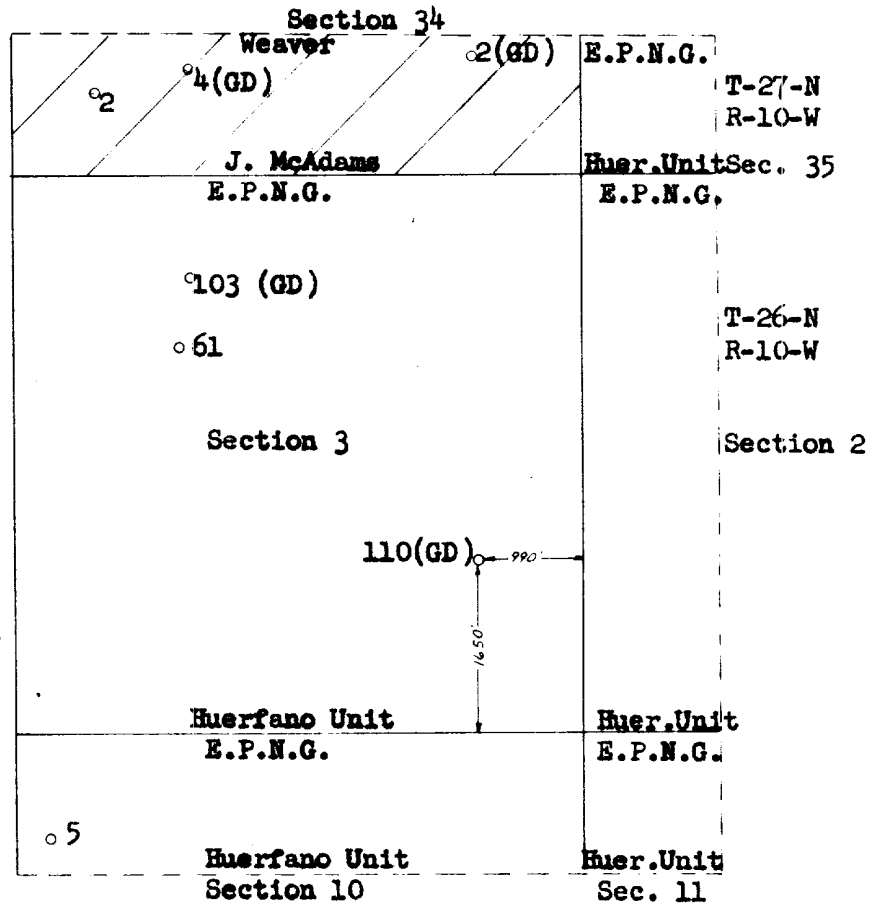 Section 34
Weaver
2(GD) E.P.N.G.
4(GD)
2
T-27-N
R-10-W
J. McAdams Huer.Unit Sec. 35
E.P.N.G. E.P.N.G.
103 (GD)
61
T-26-N
R-10-W
Section 3 Section 2
110(GD) 990'
1650'
Huerfano Unit Huer.Unit
E.P.N.G. E.P.N.G.
5
Huerfano Unit Huer.Unit
Section 10 Sec. 11